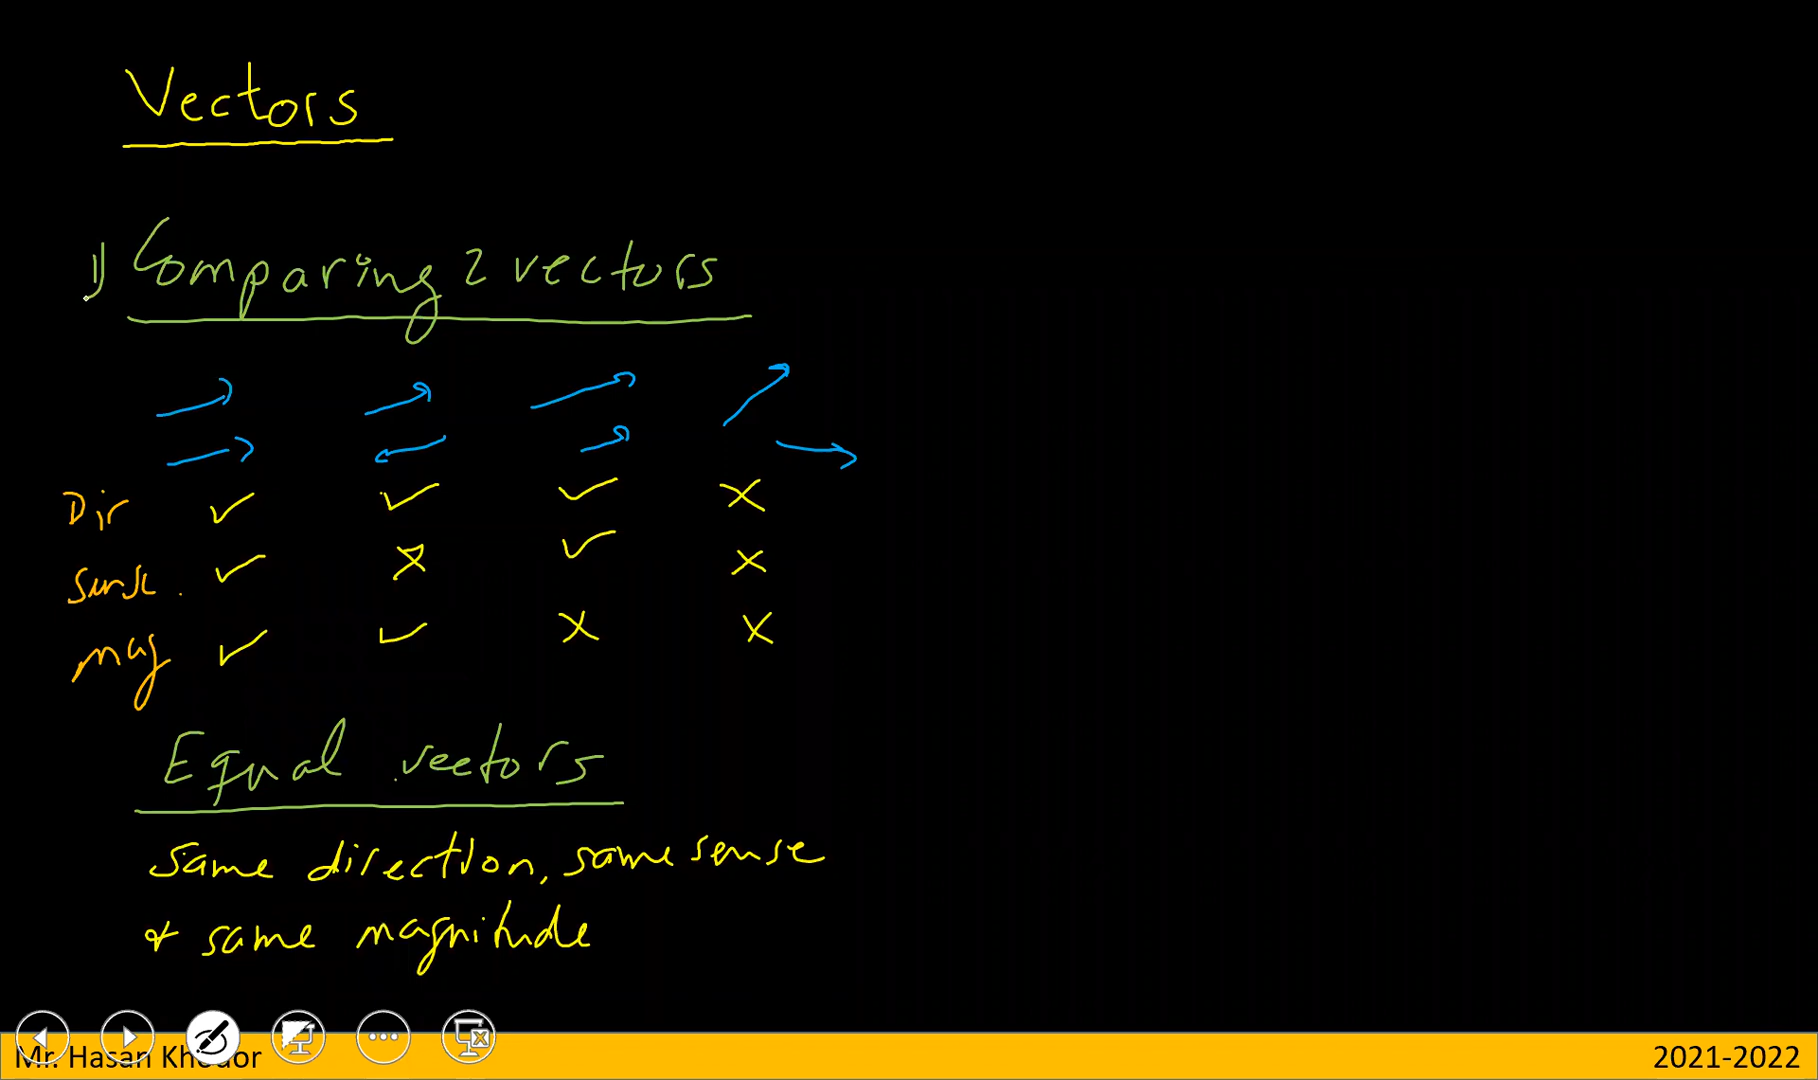 Vectors
1) Comparing 2 vectors
Dir ✓ ✓ ✓ ×
Sense ✓ × ✓ ×
mag ✓ ✓ × ×
Equal vectors
Same direction, same sense
& same magnitude
Mr. Hasan Khodor
2021-2022